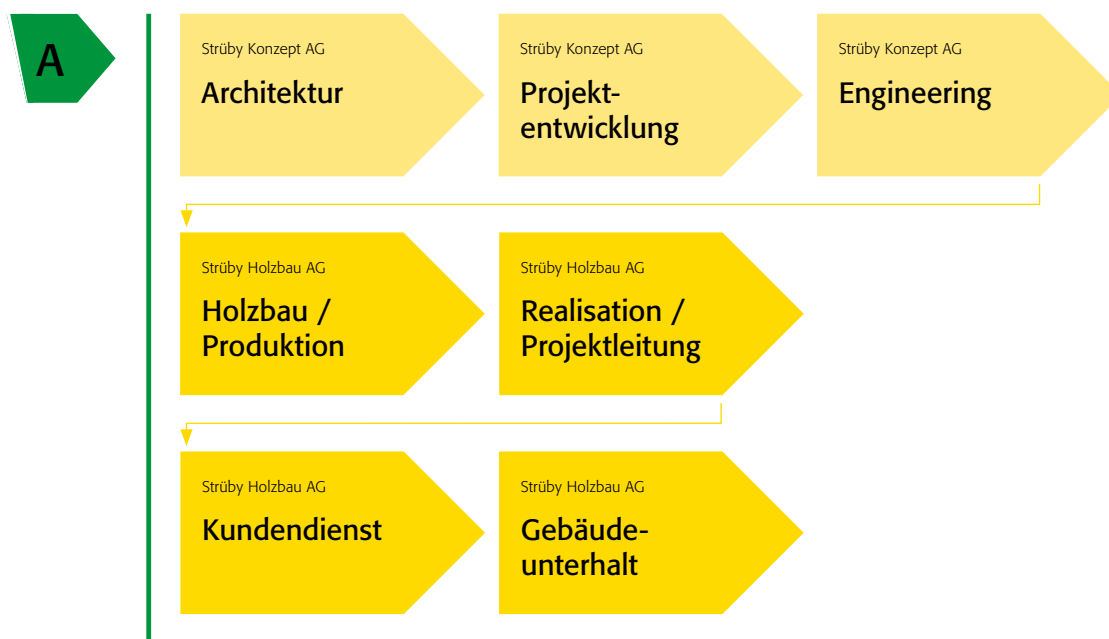 A
Strüby Konzept AG
Architektur
Strüby Konzept AG
Projekt-
entwicklung
Strüby Konzept AG
Engineering
Strüby Holzbau AG
Holzbau /
Produktion
Strüby Holzbau AG
Realisation /
Projektleitung
Strüby Holzbau AG
Kundendienst
Strüby Holzbau AG
Gebäude-
unterhalt